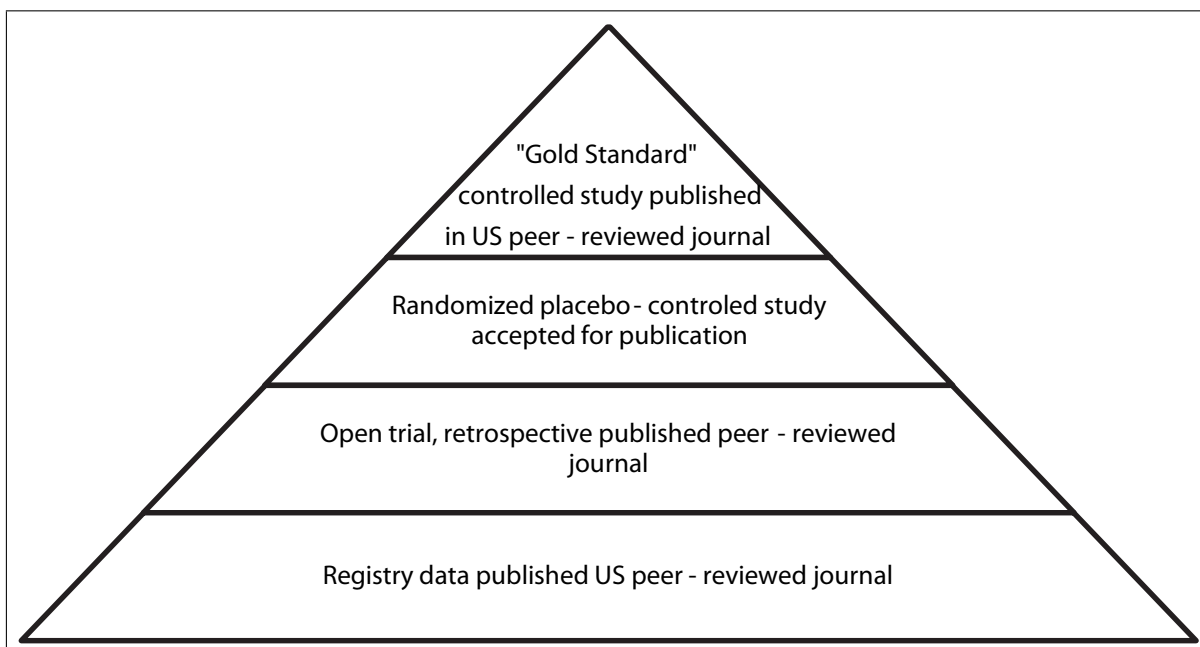 "Gold Standard"
controlled study published
in US peer - reviewed journal
Randomized placebo - controled study
accepted for publication
Open trial, retrospective published peer - reviewed
journal
Registry data published US peer - reviewed journal